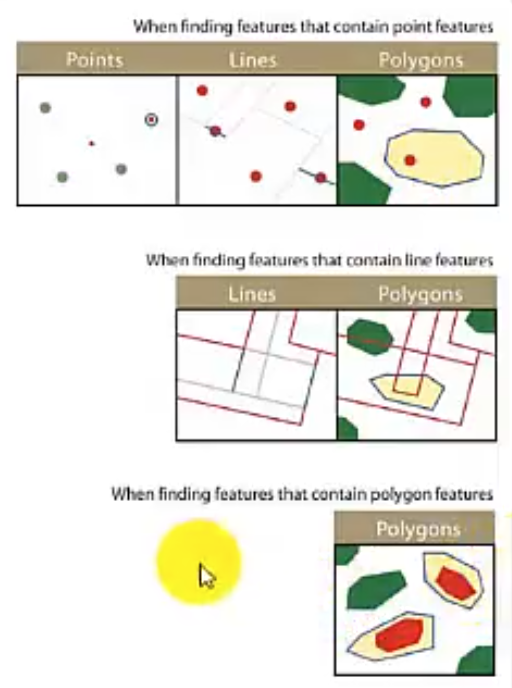 When finding features that contain point features
Points Lines Polygons
When finding features that contain line features
Lines Polygons
When finding features that contain polygon features
Polygons